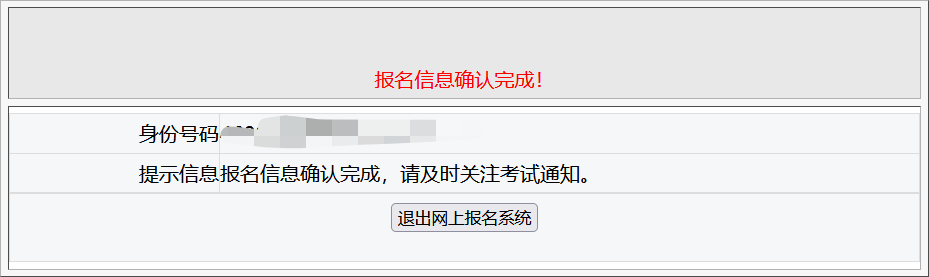 报名信息确认完成！
身份号码
提示信息 报名信息确认完成，请及时关注考试通知。
退出网上报名系统